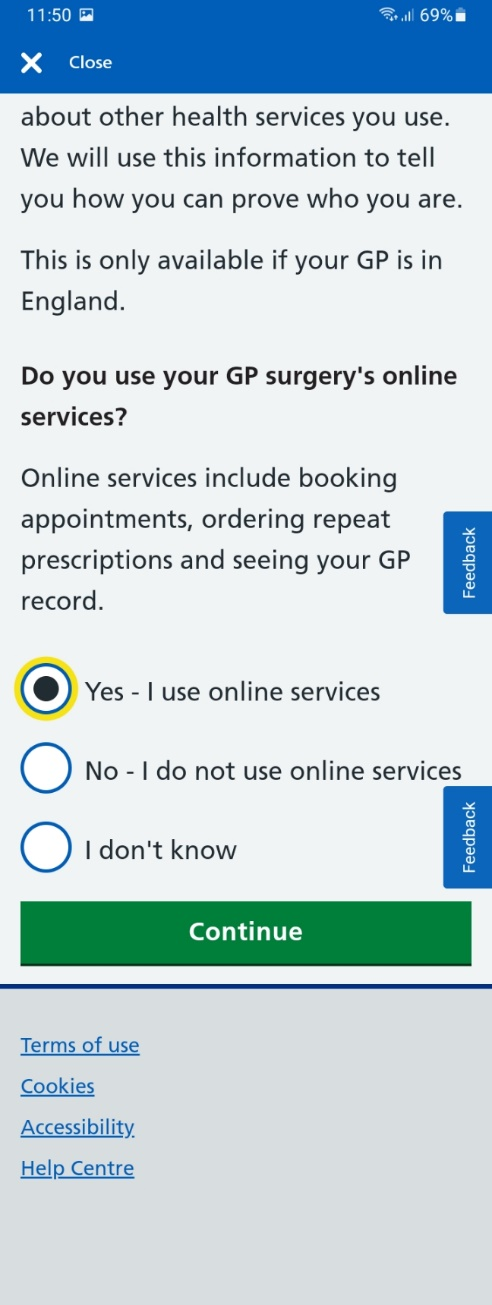 11:50
69%
Close
about other health services you use.
We will use this information to tell
you how you can prove who you are.
This is only available if your GP is in
England.
Do you use your GP surgery's online
services?
Online services include booking
appointments, ordering repeat
prescriptions and seeing your GP
record.
Feedback
Yes - I use online services
No - I do not use online services
Feedback
I don't know
Continue
Terms of use
Cookies
Accessibility
Help Centre